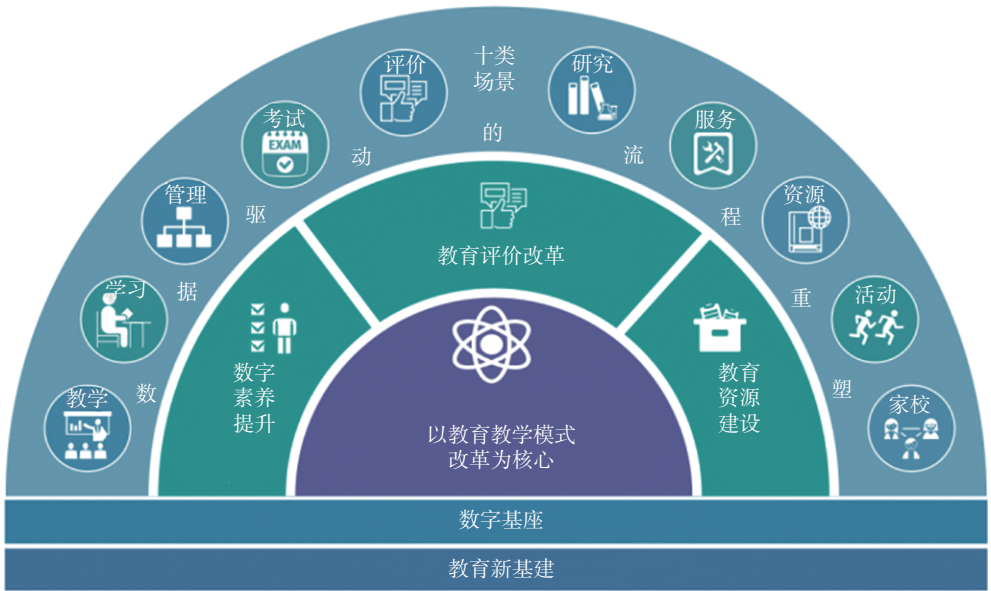 十类
场景
评价
研究
考试
EXAM
服务
管理
资源
学习
活动
教学
家校
数据驱动的流程重塑
教育评价改革
数字
素养
提升
教育
资源
建设
以教育教学模式
改革为核心
数字基座
教育新基建